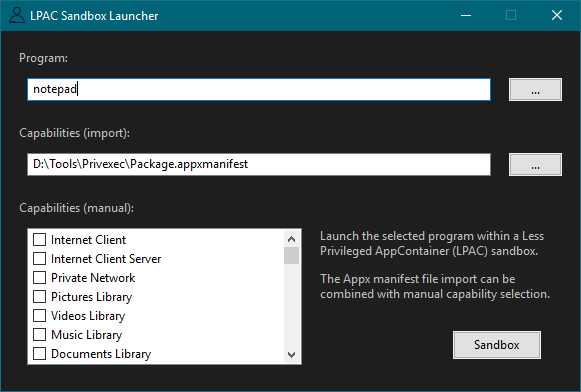 LPAC Sandbox Launcher
Program:
notepad
...
Capabilities (import):
D:\Tools\Privexec\Package.appxmanifest
...
Capabilities (manual):
Internet Client
Internet Client Server
Private Network
Pictures Library
Videos Library
Music Library
Documents Library
Launch the selected program within a Less
Privileged AppContainer (LPAC) sandbox.
The Appx manifest file import can be
combined with manual capability selection.
Sandbox